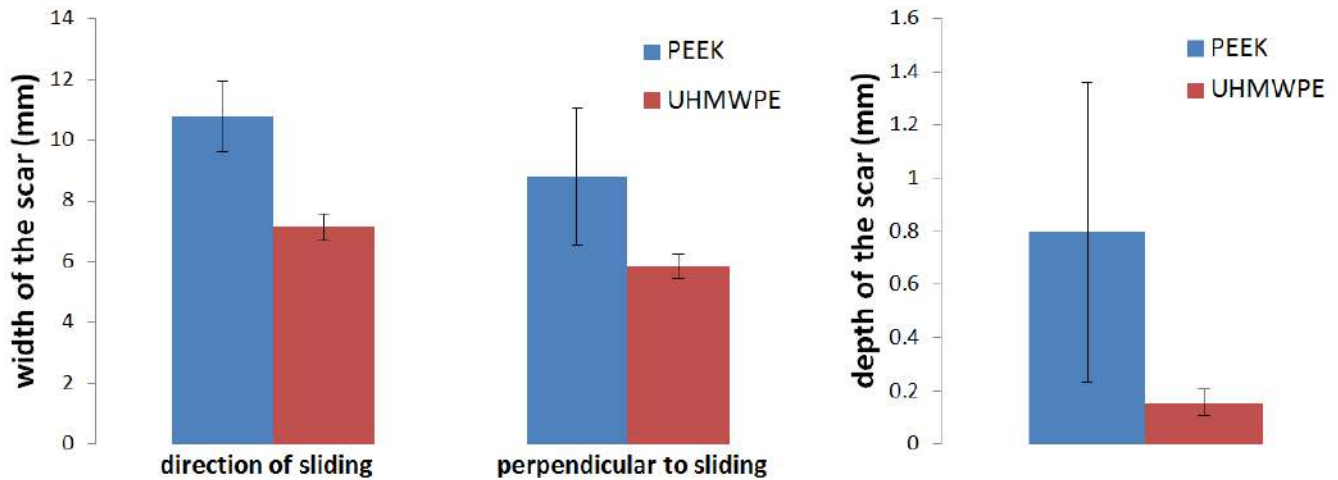 width of the scar (mm)
14
12
10
8
6
4
2
0
PEEK
UHMWPE
direction of sliding
perpendicular to sliding
depth of the scar (mm)
1.6
1.4
1.2
1
0.8
0.6
0.4
0.2
0
PEEK
UHMWPE